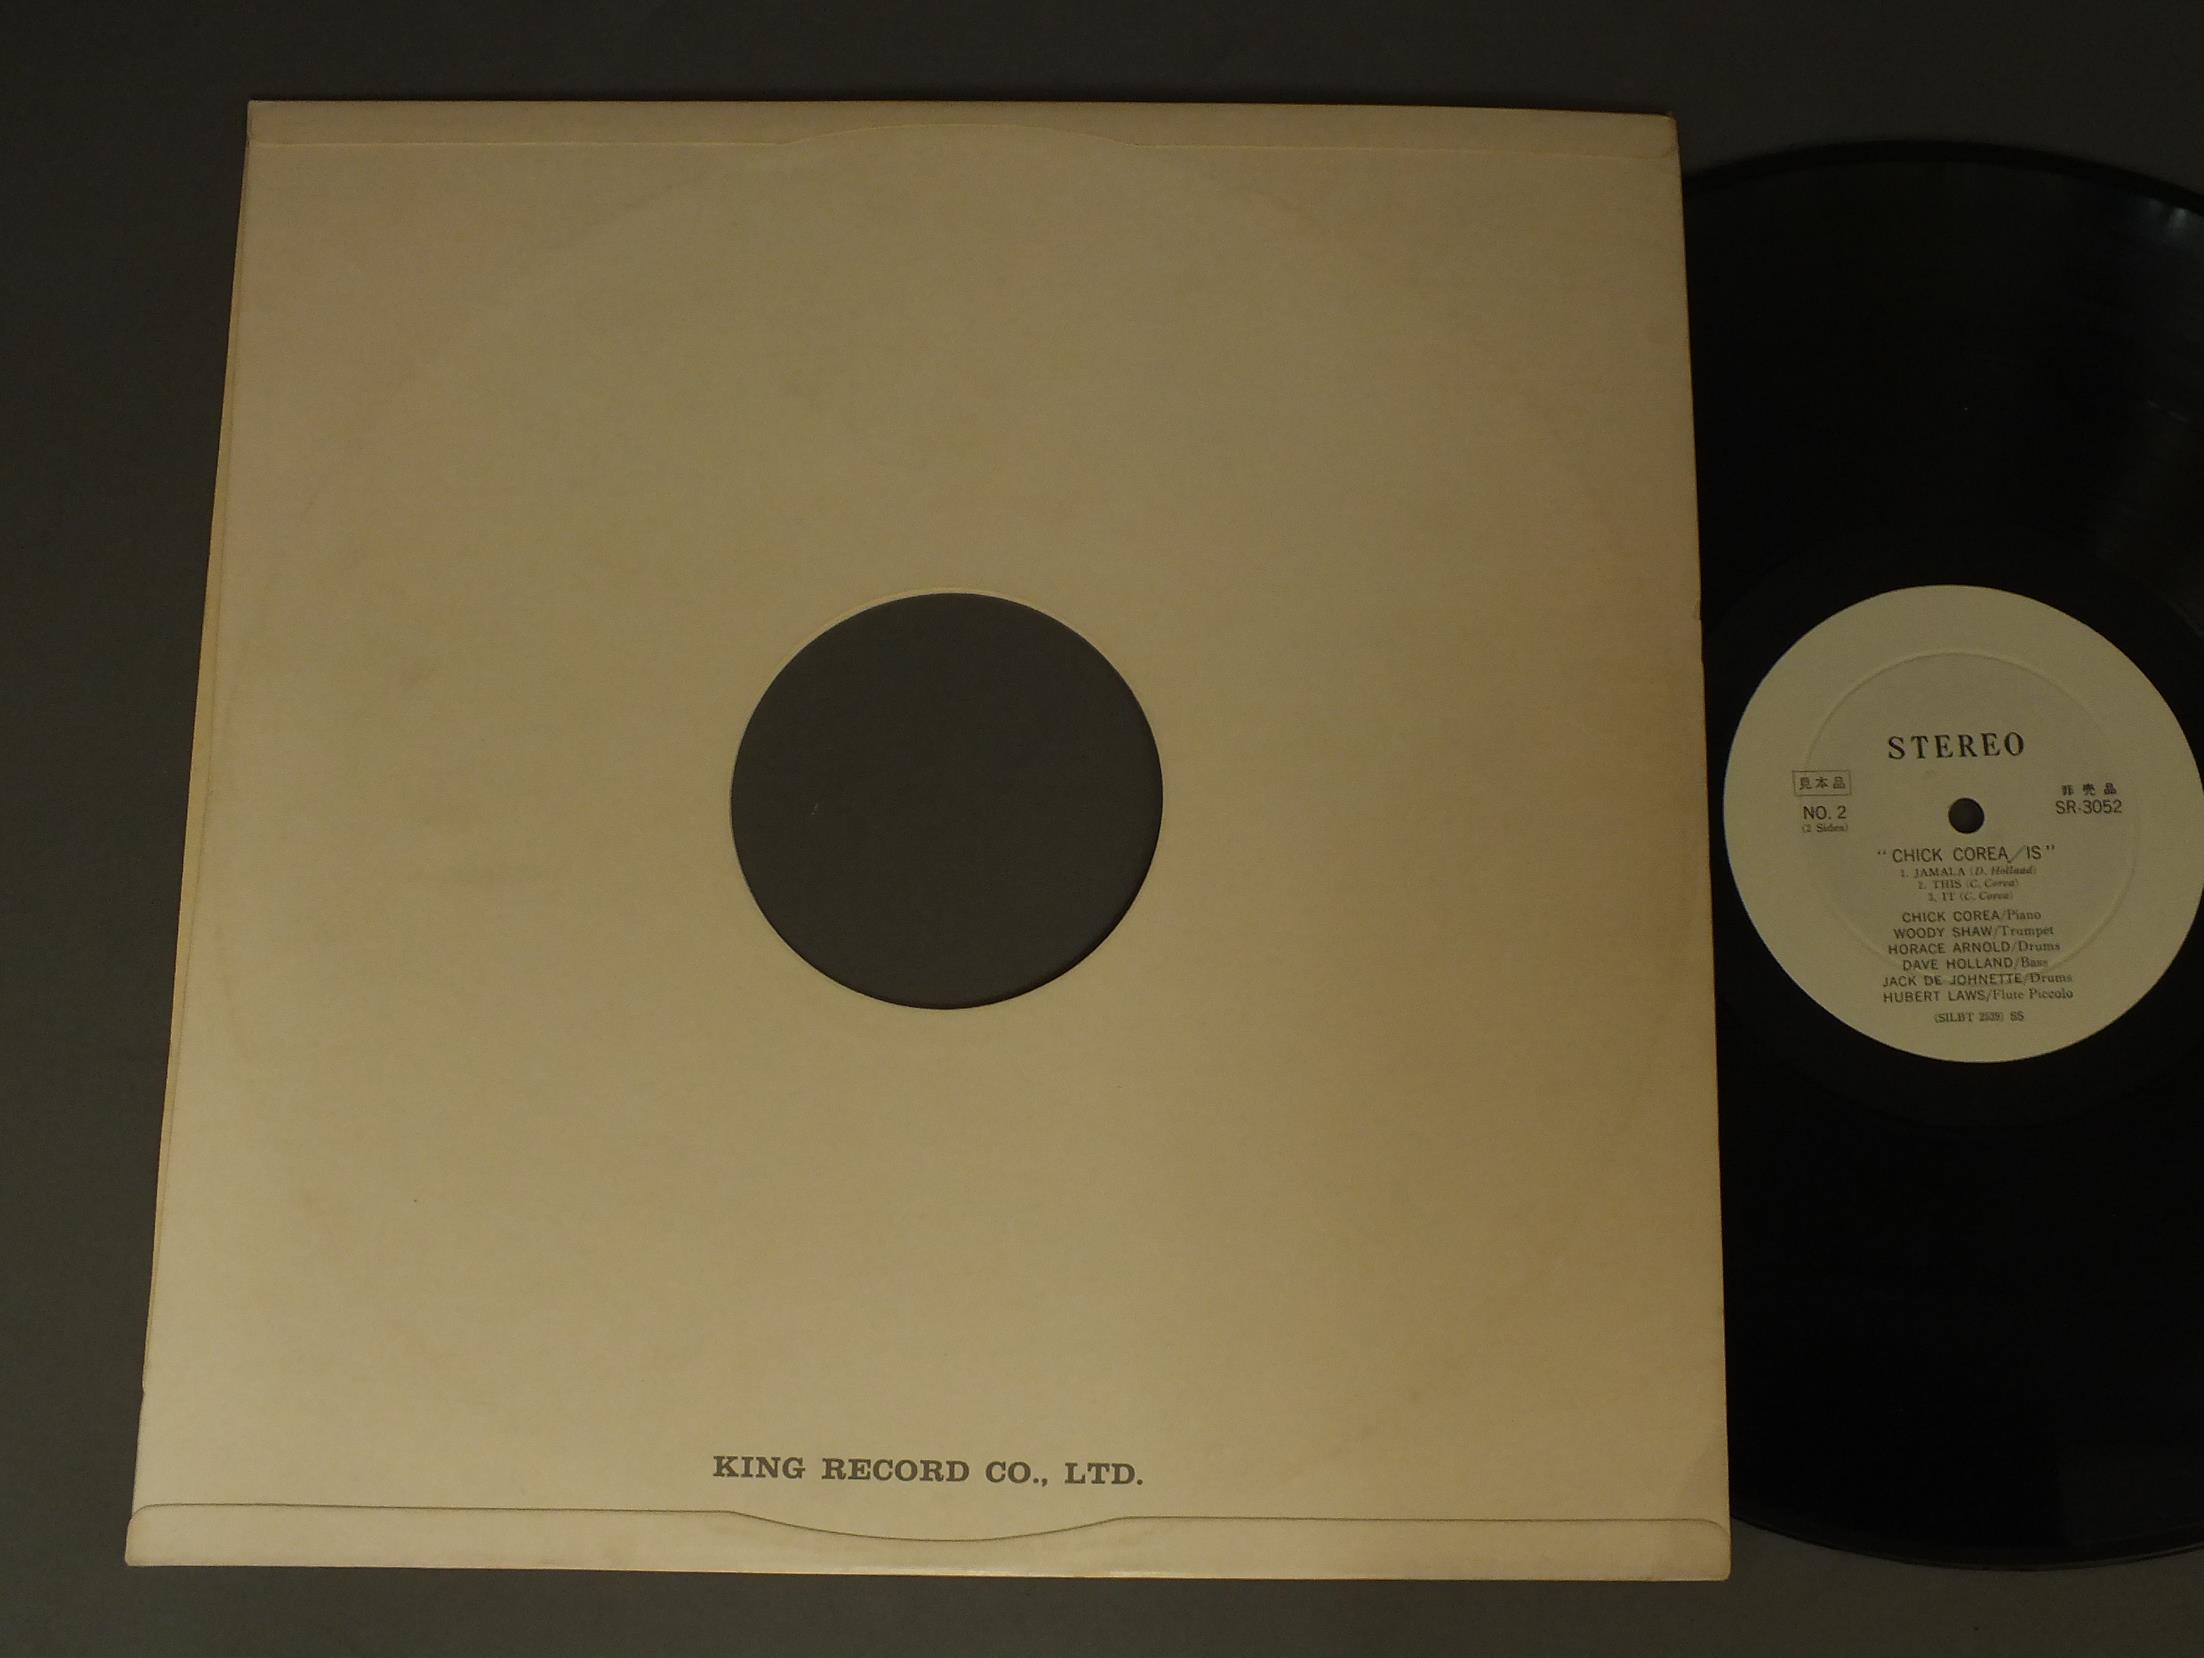 STEREO
見本品
非売品
NO. 2
SR-3052
(2 Sides)
"CHICK COREA/IS"
1. JAMALA (D. Holland)
2. THIS (C. Corea)
3. IT (C. Corea)
CHICK COREA/Piano
WOODY SHAW/Trumpet
HORACE ARNOLD/Drums
DAVE HOLLAND/Bass
JACK DE JOHNETTE/Drums
HUBERT LAWS/Flute Piccolo
(SILBT 2539) SS
KING RECORD CO., LTD.